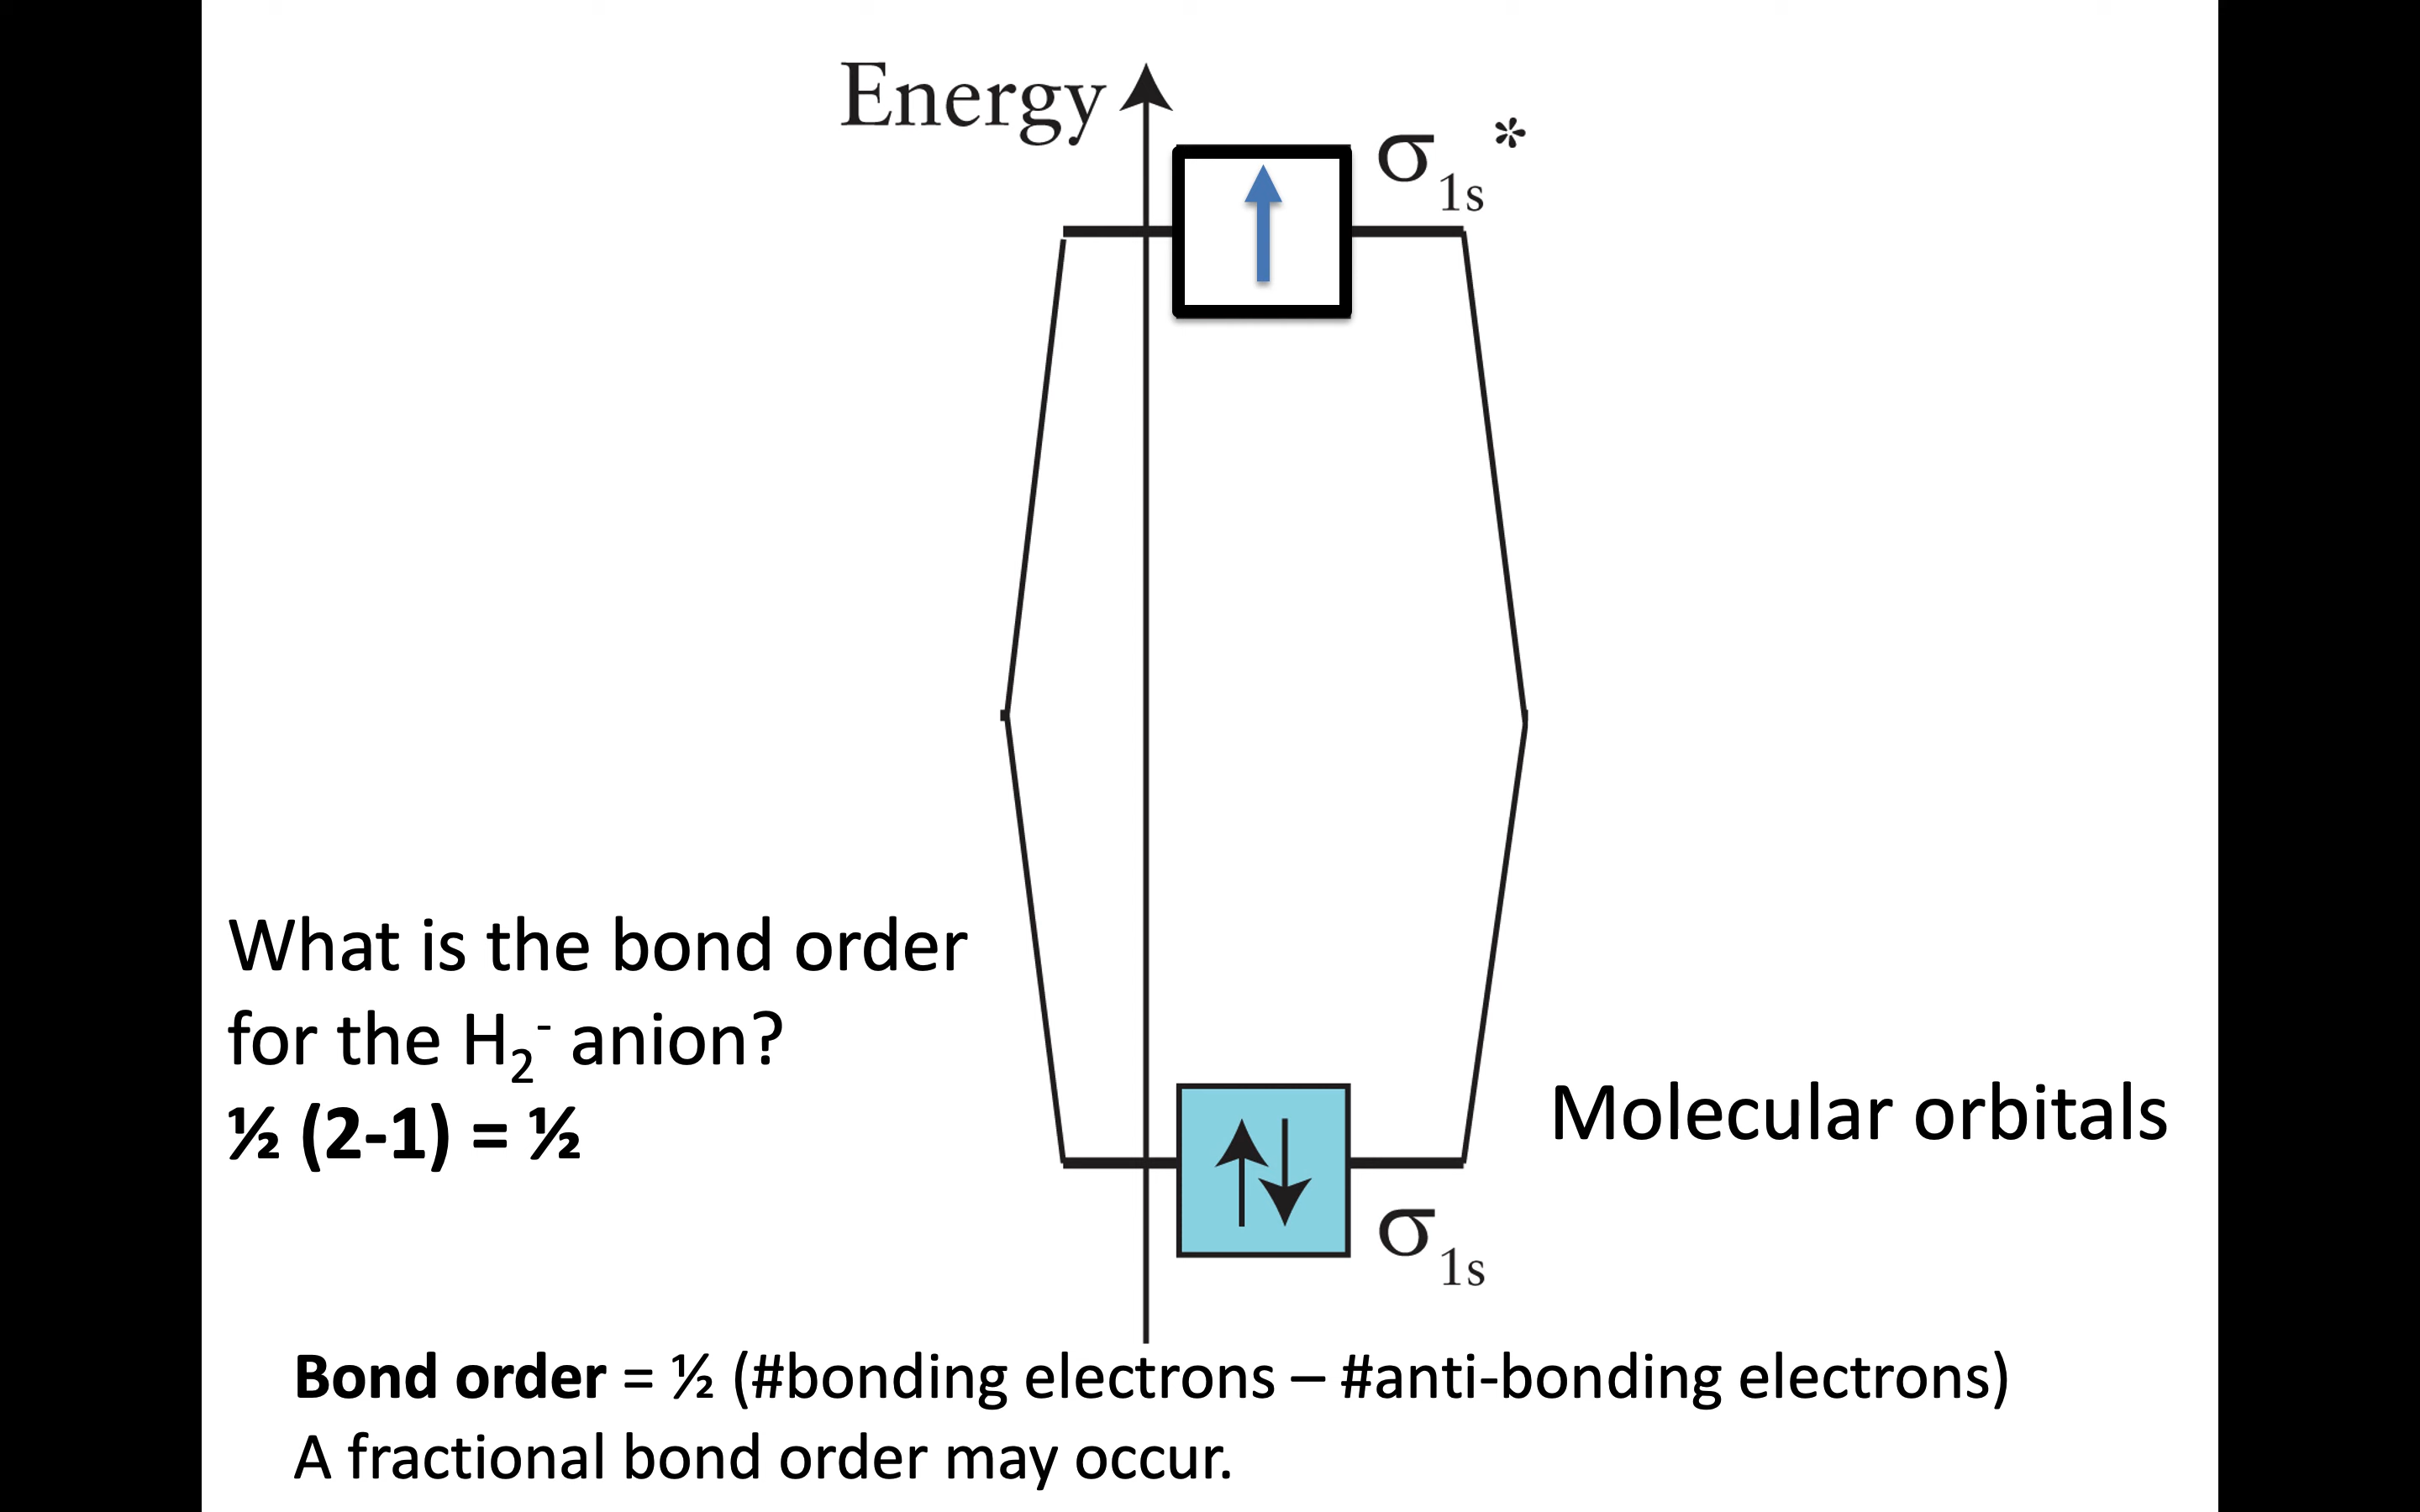 Energy
σ1s*
What is the bond order
for the H2- anion?
½ (2-1) = ½
Molecular orbitals
σ1s
Bond order = ½ (#bonding electrons – #anti-bonding electrons)
A fractional bond order may occur.